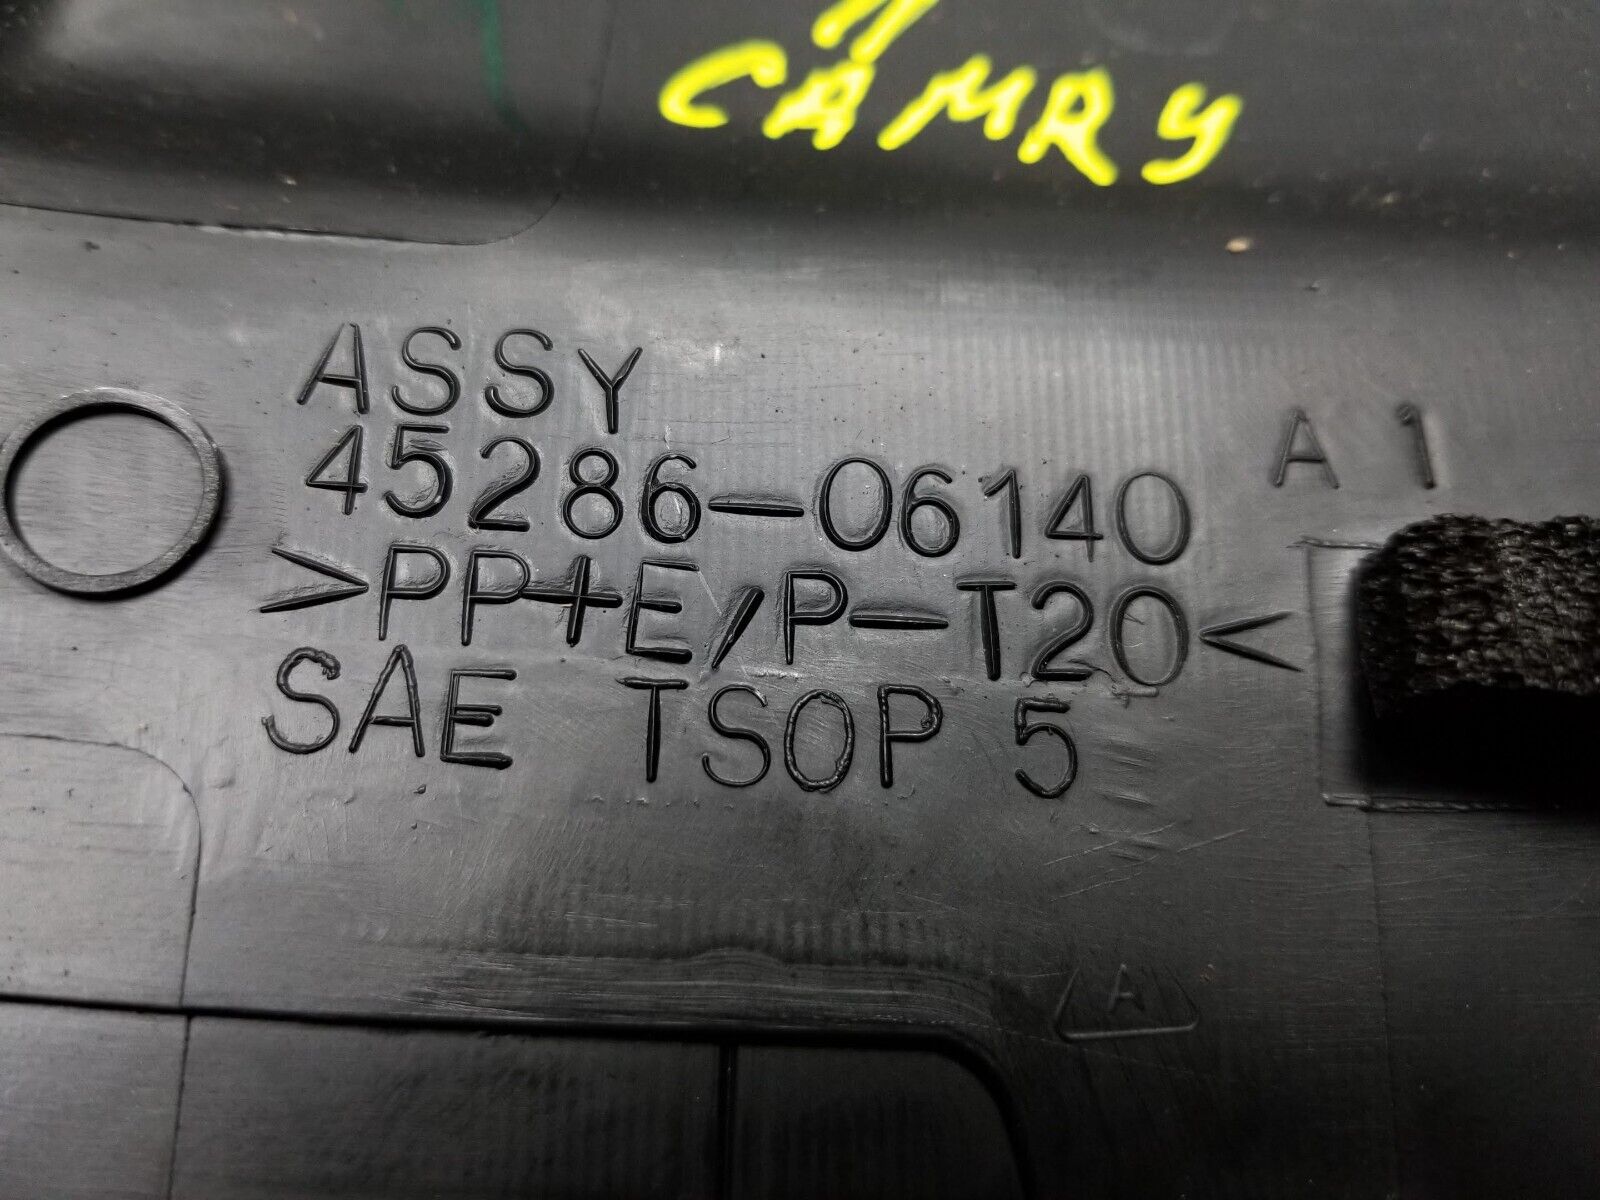 CAMRY
ASSY
45286-06140 A1
>PP+E/P-T20<
SAE TSOP 5
A